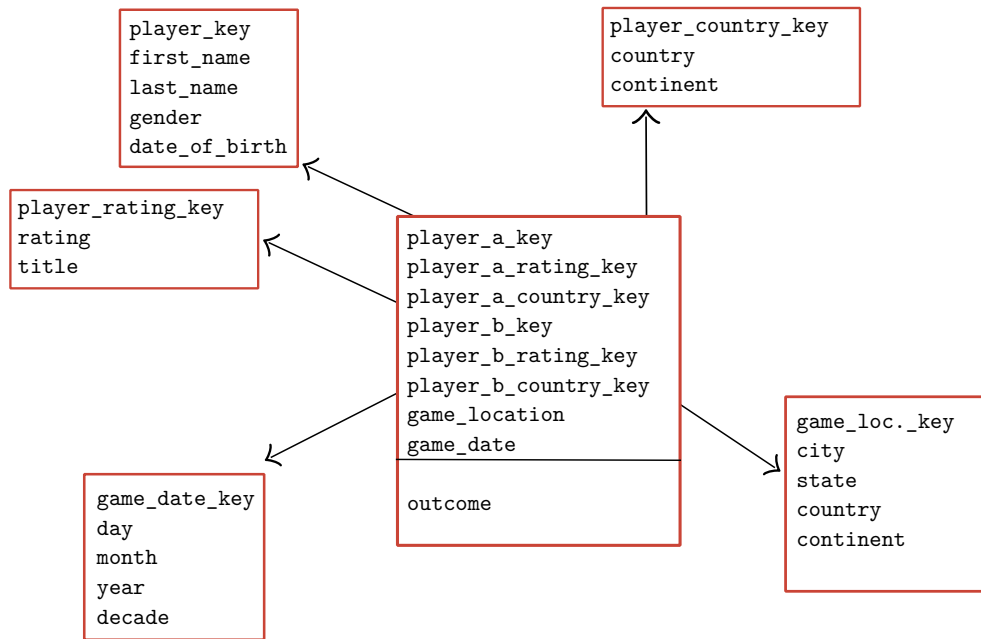 player_key
first_name
last_name
gender
date_of_birth
player_country_key
country
continent
player_rating_key
rating
title
player_a_key
player_a_rating_key
player_a_country_key
player_b_key
player_b_rating_key
player_b_country_key
game_location
game_date
outcome
game_loc._key
city
state
country
continent
game_date_key
day
month
year
decade